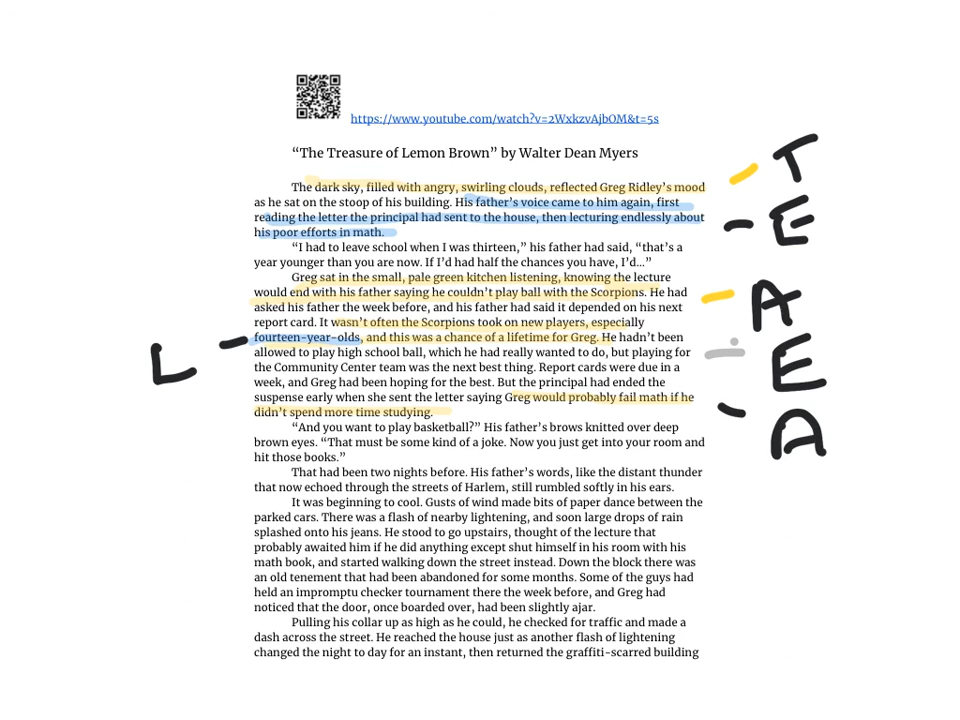 https://www.youtube.com/watch?v=2WxkzvAjbOM&t=5s
“The Treasure of Lemon Brown” by Walter Dean Myers
The dark sky, filled with angry, swirling clouds, reflected Greg Ridley’s mood
as he sat on the stoop of his building. His father’s voice came to him again, first
reading the letter the principal had sent to the house, then lecturing endlessly about
his poor efforts in math.
“I had to leave school when I was thirteen,” his father had said, “that’s a
year younger than you are now. If I’d had half the chances you have, I’d…”
Greg sat in the small, pale green kitchen listening, knowing the lecture
would end with his father saying he couldn’t play ball with the Scorpions. He had
asked his father the week before, and his father had said it depended on his next
report card. It wasn’t often the Scorpions took on new players, especially
fourteen-year-olds, and this was a chance of a lifetime for Greg. He hadn’t been
allowed to play high school ball, which he had really wanted to do, but playing for
the Community Center team was the next best thing. Report cards were due in a
week, and Greg had been hoping for the best. But the principal had ended the
suspense early when she sent the letter saying Greg would probably fail math if he
didn’t spend more time studying.
“And you want to play basketball?” His father’s brows knitted over deep
brown eyes. “That must be some kind of a joke. Now you just get into your room and
hit those books.”
That had been two nights before. His father’s words, like the distant thunder
that now echoed through the streets of Harlem, still rumbled softly in his ears.
It was beginning to cool. Gusts of wind made bits of paper dance between the
parked cars. There was a flash of nearby lightening, and soon large drops of rain
splashed onto his jeans. He stood to go upstairs, thought of the lecture that
probably awaited him if he did anything except shut himself in his room with his
math book, and started walking down the street instead. Down the block there was
an old tenement that had been abandoned for some months. Some of the guys had
held an impromptu checker tournament there the week before, and Greg had
noticed that the door, once boarded over, had been slightly ajar.
Pulling his collar up as high as he could, he checked for traffic and made a
dash across the street. He reached the house just as another flash of lightening
changed the night to day for an instant, then returned the graffiti-scarred building
L -
- T
- E
- A
÷ E
- A